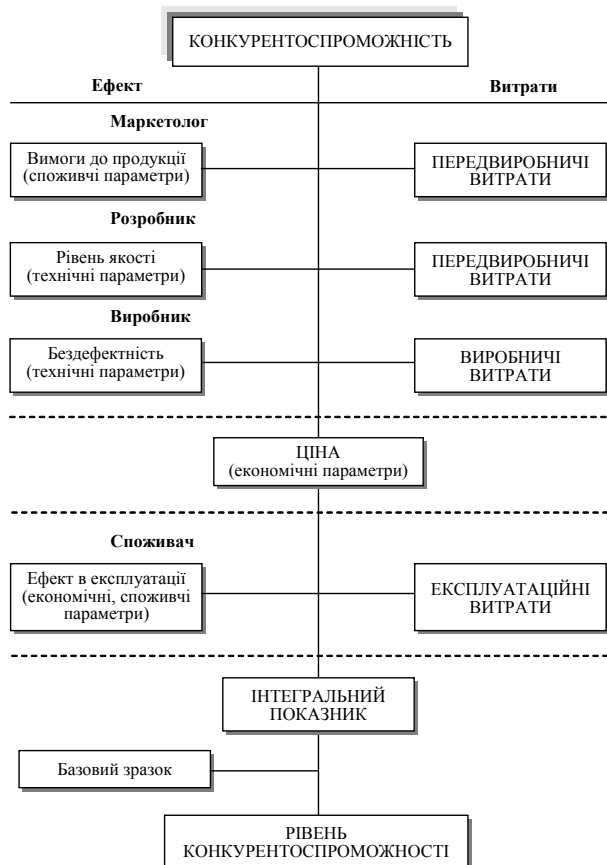 КОНКУРЕНТОСПРОМОЖНІСТЬ
Ефект
Витрати
Маркетолог
Вимоги до продукції
(споживчі параметри)
ПЕРЕДВИРОБНИЧІ
ВИТРАТИ
Розробник
Рівень якості
(технічні параметри)
ПЕРЕДВИРОБНИЧІ
ВИТРАТИ
Виробник
Бездефектність
(технічні параметри)
ВИРОБНИЧІ
ВИТРАТИ
ЦІНА
(економічні параметри)
Споживач
Ефект в експлуатації
(економічні, споживчі
параметри)
ЕКСПЛУАТАЦІЙНІ
ВИТРАТИ
ІНТЕГРАЛЬНИЙ
ПОКАЗНИК
Базовий зразок
РІВЕНЬ
КОНКУРЕНТОСПРОМОЖНОСТІ